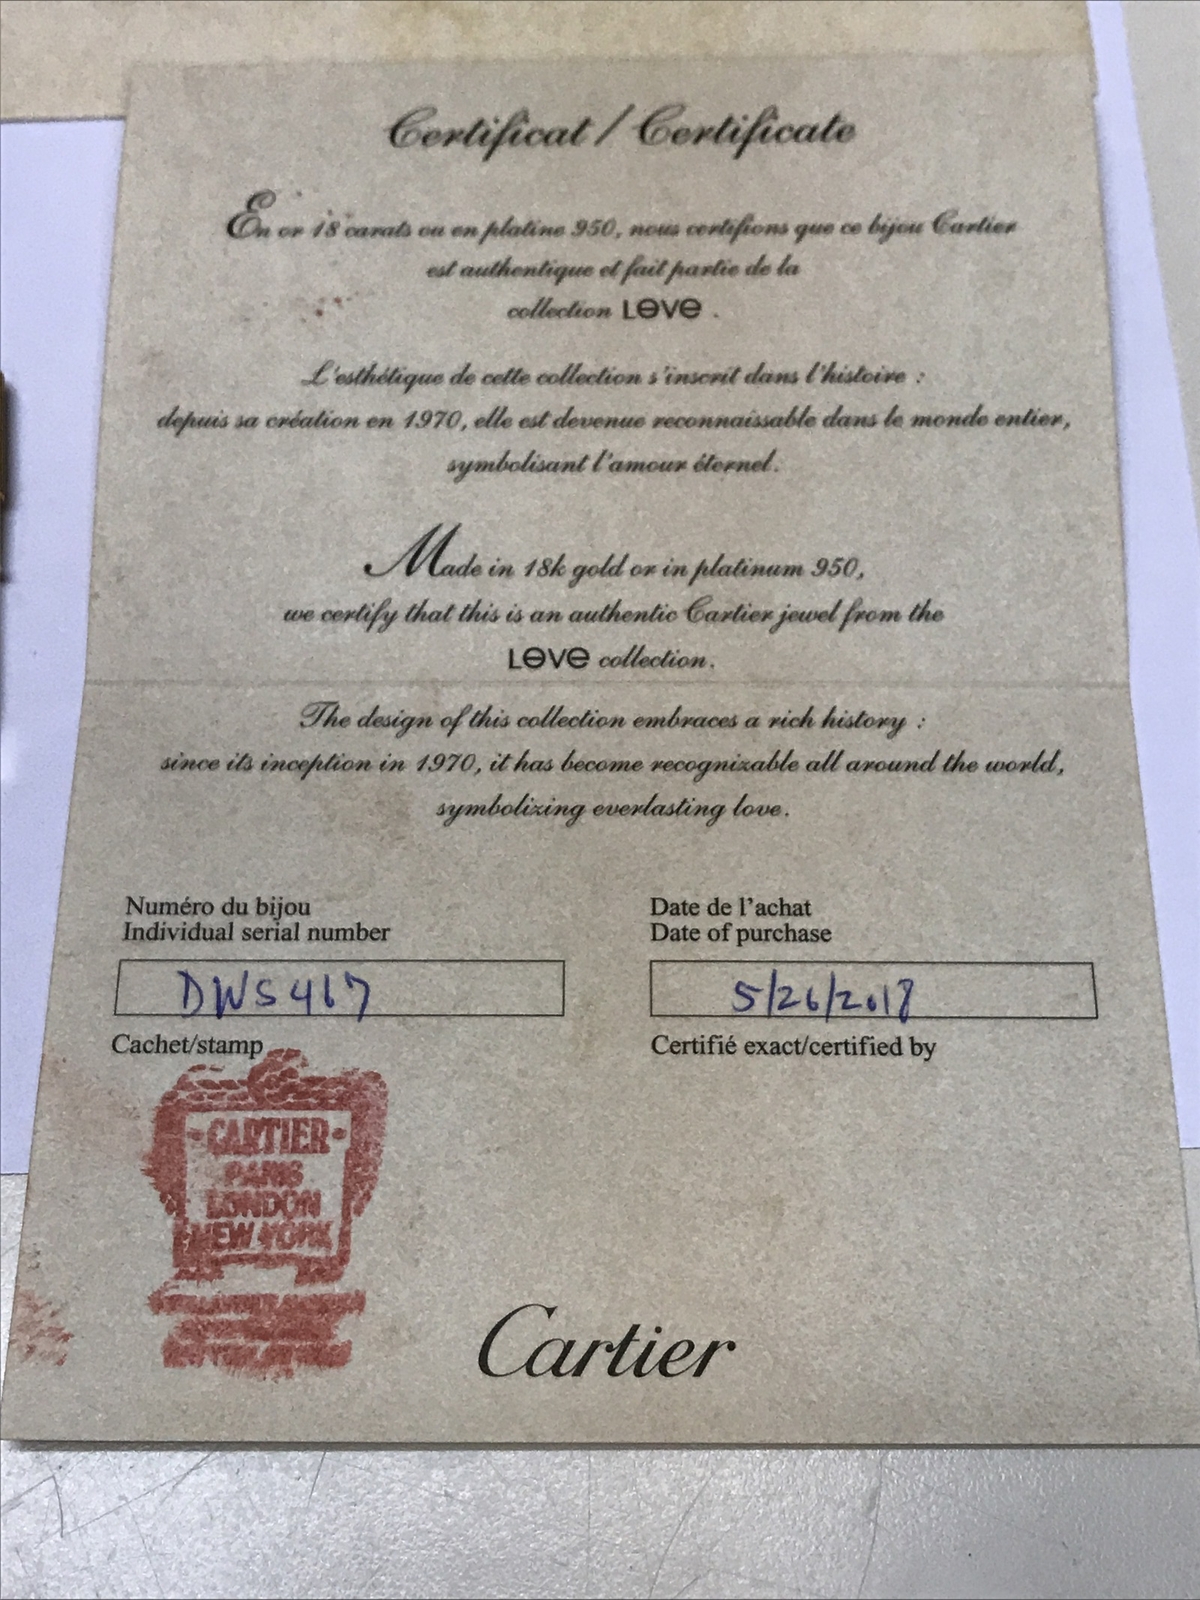 Certificat / Certificate
En or 18 carats ou en platine 950, nous certifions que ce bijou Cartier
est authentique et fait partie de la
collection LOVE .
L'esthétique de cette collection s'inscrit dans l'histoire :
depuis sa création en 1970, elle est devenue reconnaissable dans le monde entier,
symbolisant l'amour éternel.
Made in 18k gold or in platinum 950,
we certify that this is an authentic Cartier jewel from the
LOVE collection.
The design of this collection embraces a rich history :
since its inception in 1970, it has become recognizable all around the world,
symbolizing everlasting love.
Numéro du bijou
Individual serial number
DWS467
Date de l'achat
Date of purchase
5/26/2018
Cachet/stamp
Certifié exact/certified by
CARTIER
PARIS
LONDON
NEW YORK
Cartier